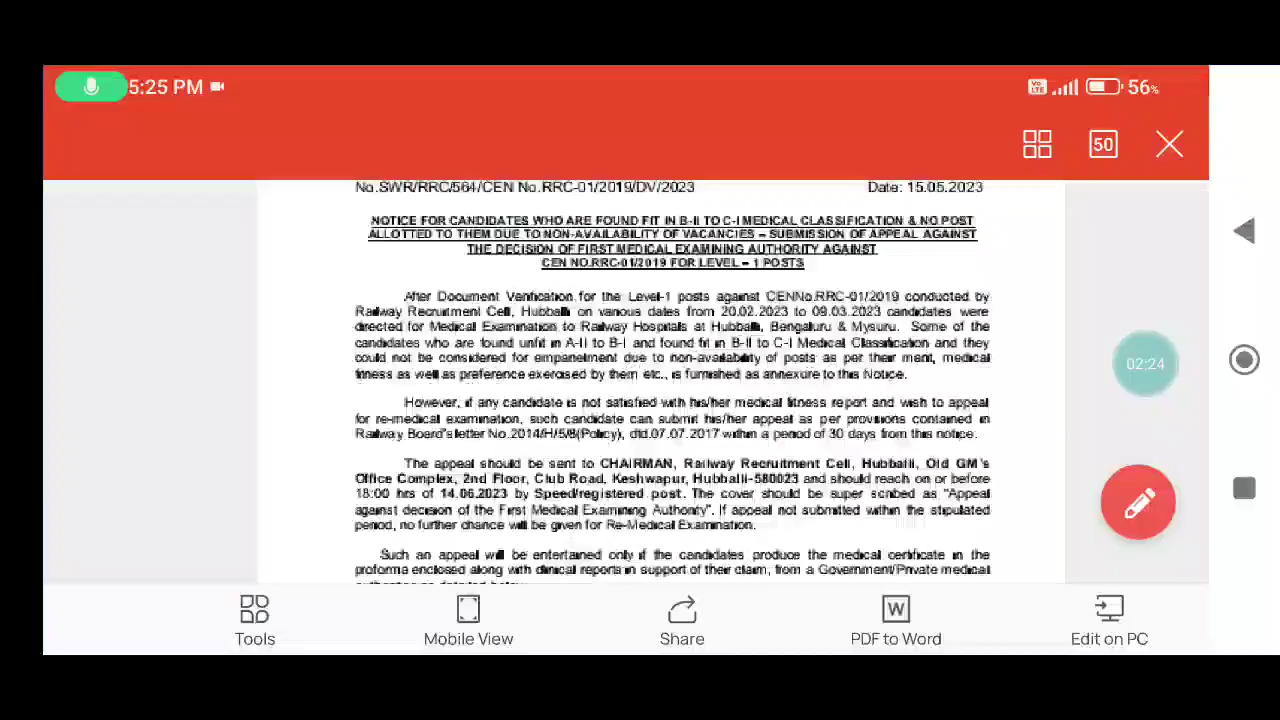 5:25 PM
56%
50
No.SWR/RRC/564/CEN No.RRC-01/2019/DV/2023 Date: 15.05.2023
NOTICE FOR CANDIDATES WHO ARE FOUND FIT IN B-II TO C-I MEDICAL CLASSIFICATION & NO POST
ALLOTTED TO THEM DUE TO NON-AVAILABILITY OF VACANCIES – SUBMISSION OF APPEAL AGAINST
THE DECISION OF FIRST MEDICAL EXAMINING AUTHORITY AGAINST
CEN NO.RRC-01/2019 FOR LEVEL – 1 POSTS
After Document Verification for the Level-1 posts against CENNo.RRC-01/2019 conducted by
Railway Recruitment Cell, Hubballi on various dates from 20.02.2023 to 09.03.2023 candidates were
directed for Medical Examination to Railway Hospitals at Hubballi, Bengaluru & Mysuru. Some of the
candidates who are found unfit in A-II to B-I and found fit in B-II to C-I Medical Classification and they
could not be considered for empanelment due to non-availability of posts as per their merit, medical
fitness as well as preference exercised by them etc., is furnished as annexure to this Notice.
However, if any candidate is not satisfied with his/her medical fitness report and wish to appeal
for re-medical examination, such candidate can submit his/her appeal as per provisions contained in
Railway Board's letter No.2014/H/5/8(Policy), dtd.07.07.2017 within a period of 30 days from this notice.
The appeal should be sent to CHAIRMAN, Railway Recruitment Cell, Hubballi, Old GM's
Office Complex, 2nd Floor, Club Road, Keshwapur, Hubballi-580023 and should reach on or before
18:00 hrs of 14.06.2023 by Speed/registered post. The cover should be super scribed as "Appeal
against decision of the First Medical Examining Authority". If appeal not submitted within the stipulated
period, no further chance will be given for Re-Medical Examination.
Such an appeal will be entertained only if the candidates produce the medical certificate in the
proforma enclosed along with clinical reports in support of their claim, from a Government/Private medical
02:24
Tools
Mobile View
Share
W
PDF to Word
Edit on PC